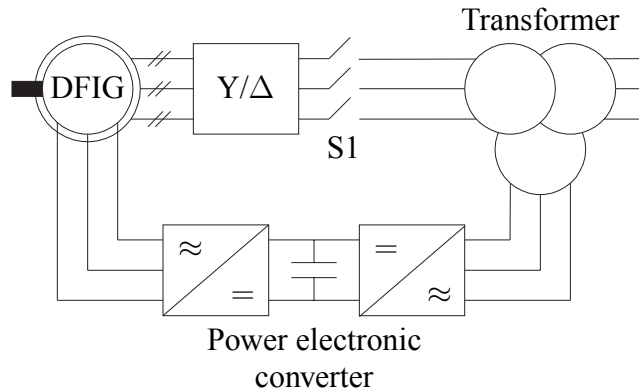 Transformer
DFIG
Y/Δ
S1
≈
=
=
≈
Power electronic
converter